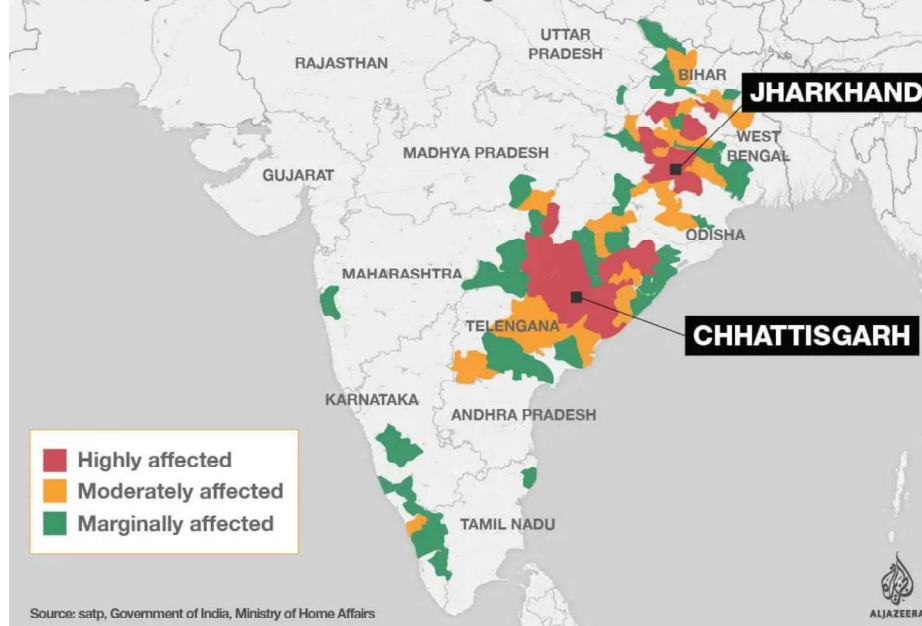 UTTAR
PRADESH
RAJASTHAN
BIHAR
JHARKHAND
WEST
BENGAL
MADHYA PRADESH
GUJARAT
ODISHA
MAHARASHTRA
TELENGANA
CHHATTISGARH
KARNATAKA
ANDHRA PRADESH
Highly affected
Moderately affected
Marginally affected
TAMIL NADU
Source: satp, Government of India, Ministry of Home Affairs
ALJAZEERA